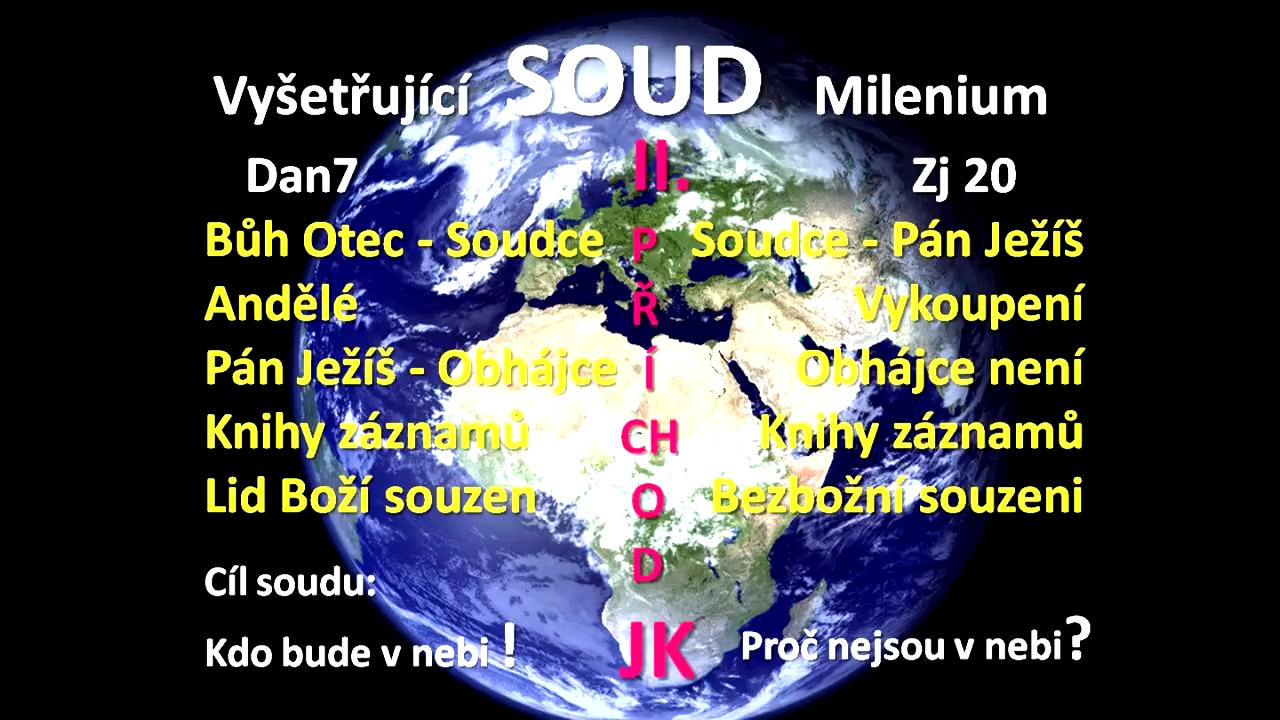 Vyšetřující SOUD Milenium
Dan7 II. Zj 20
Bůh Otec - Soudce P Soudce - Pán Ježíš
Andělé Ř Vykoupení
Pán Ježíš - Obhájce Í Obhájce není
Knihy záznamů CH Knihy záznamů
Lid Boží souzen O Bezbožní souzeni
D
Cíl soudu:
Kdo bude v nebi ! JK Proč nejsou v nebi?